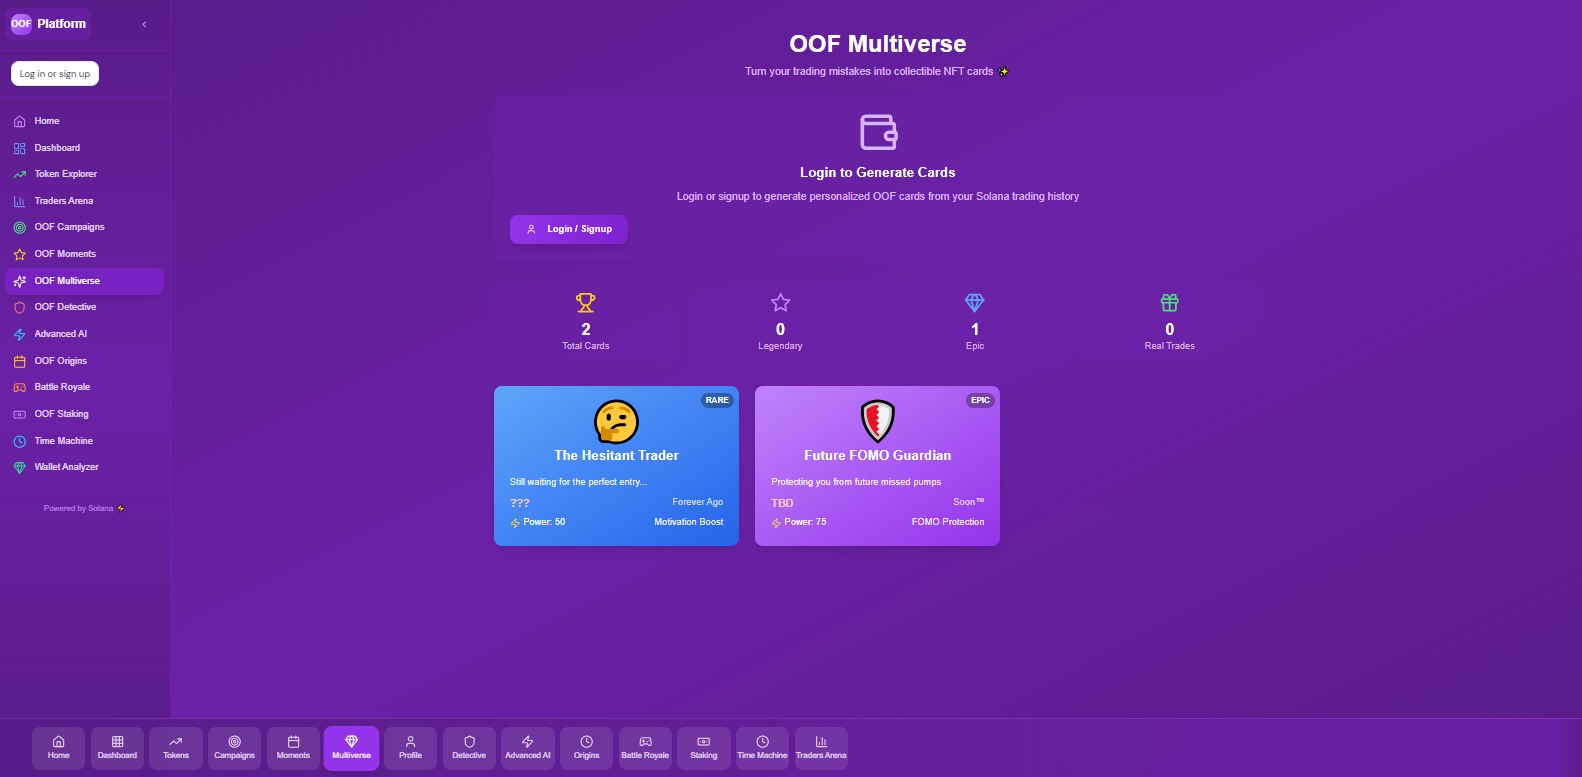 OOF Platform
Log in or sign up
Home
Dashboard
Token Explorer
Traders Arena
OOF Campaigns
OOF Moments
OOF Multiverse
OOF Detective
Advanced AI
OOF Origins
Battle Royale
OOF Staking
Time Machine
Wallet Analyzer
Powered by Solana
OOF Multiverse
Turn your trading mistakes into collectible NFT cards
Login to Generate Cards
Login or signup to generate personalized OOF cards from your Solana trading history
Login / Signup
2
Total Cards
0
Legendary
1
Epic
0
Real Trades
RARE
The Hesitant Trader
Still waiting for the perfect entry...
??? Forever Ago
Power: 50 Motivation Boost
EPIC
Future FOMO Guardian
Protecting you from future missed pumps
TBD Soon™
Power: 75 FOMO Protection
Home
Dashboard
Tokens
Campaigns
Moments
Multiverse
Profile
Detective
Advanced AI
Origins
Battle Royale
Staking
Time Machine
Traders Arena